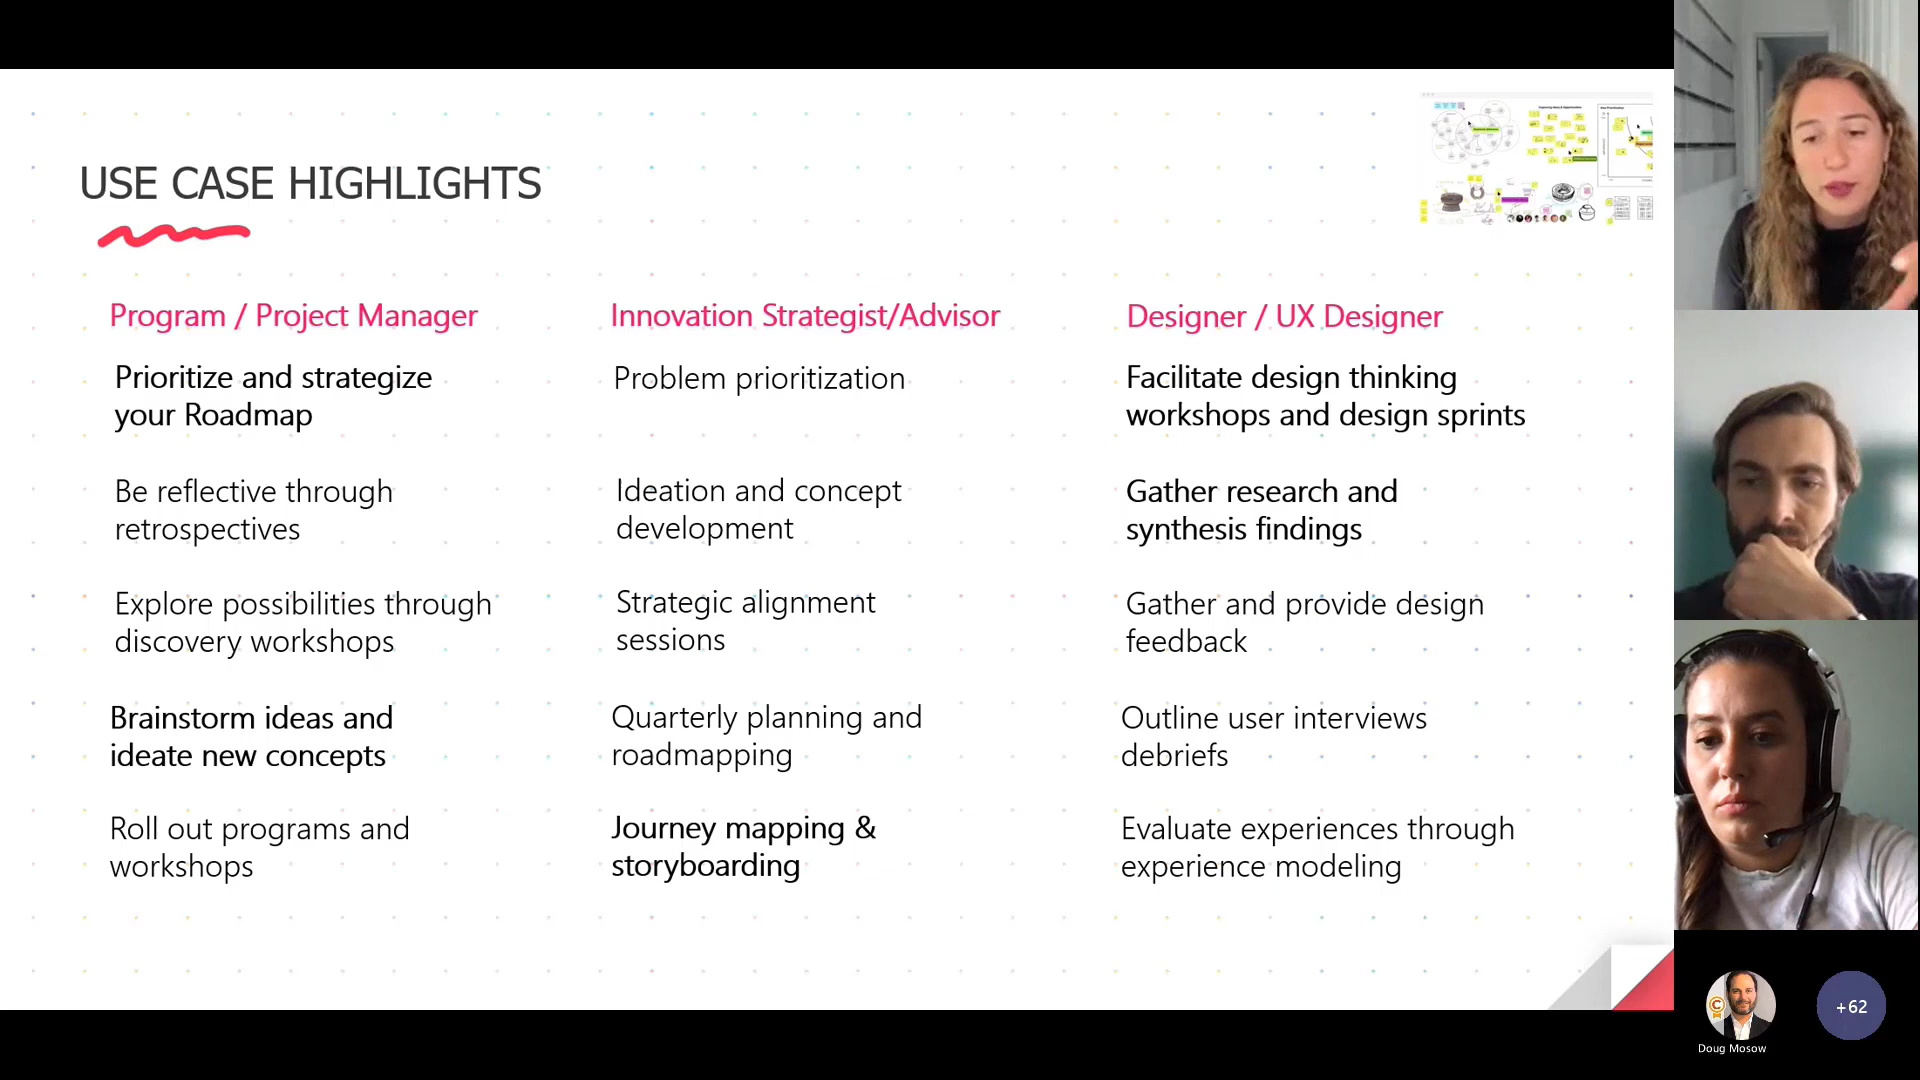 USE CASE HIGHLIGHTS
Program / Project Manager
Prioritize and strategize
your Roadmap
Be reflective through
retrospectives
Explore possibilities through
discovery workshops
Brainstorm ideas and
ideate new concepts
Roll out programs and
workshops
Innovation Strategist/Advisor
Problem prioritization
Ideation and concept
development
Strategic alignment
sessions
Quarterly planning and
roadmapping
Journey mapping &
storyboarding
Designer / UX Designer
Facilitate design thinking
workshops and design sprints
Gather research and
synthesis findings
Gather and provide design
feedback
Outline user interviews
debriefs
Evaluate experiences through
experience modeling
Doug Mosow
+62